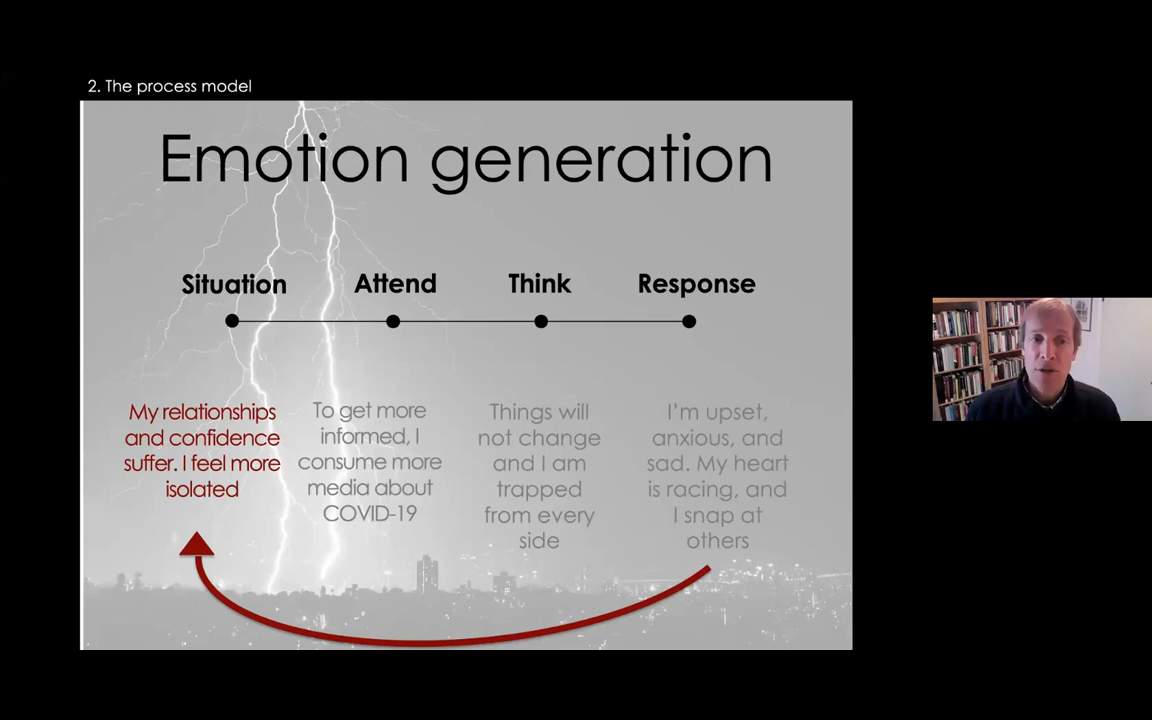 2. The process model
Emotion generation
Situation
Attend
Think
Response
My relationships
and confidence
suffer. I feel more
isolated
To get more
informed, I
consume more
media about
COVID-19
Things will
not change
and I am
trapped
from every
side
I'm upset,
anxious, and
sad. My heart
is racing, and
I snap at
others